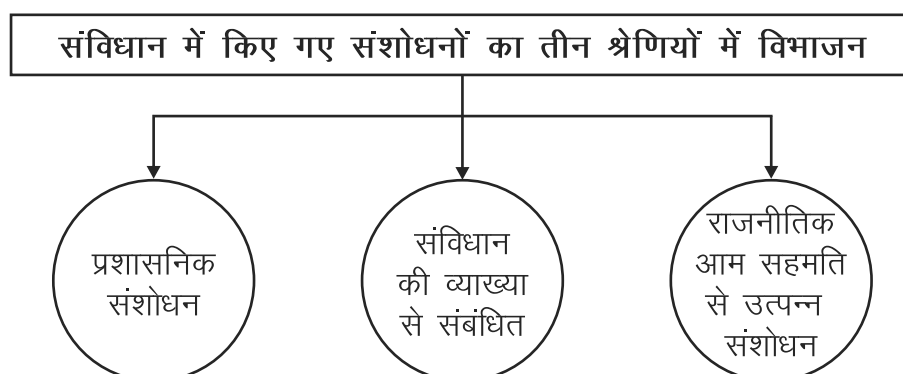 संविधान में किए गए संशोधनों का तीन श्रेणियों में विभाजन
प्रशासनिक
संशोधन
संविधान
की व्याख्या
से संबंधित
राजनीतिक
आम सहमति
से उत्पन्न
संशोधन